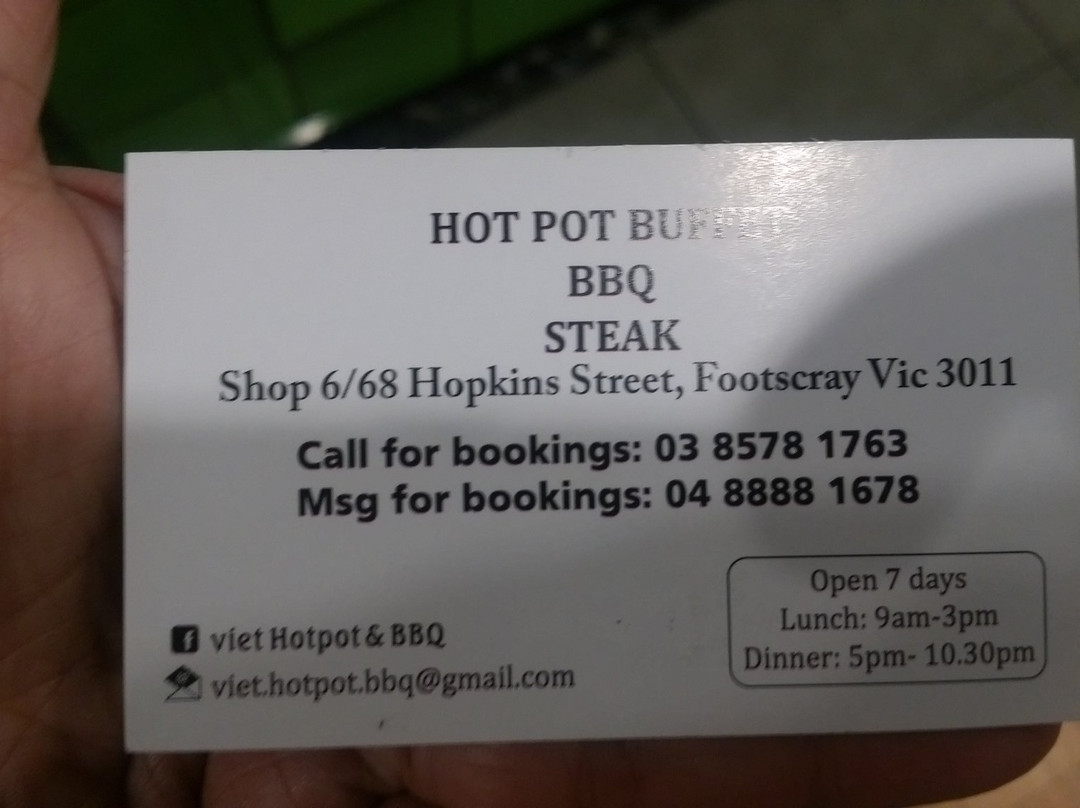 HOT POT BUFFET
BBQ
STEAK
Shop 6/68 Hopkins Street, Footscray Vic 3011
Call for bookings: 03 8578 1763
Msg for bookings: 04 8888 1678
Open 7 days
Lunch: 9am-3pm
Dinner: 5pm- 10.30pm
f viet Hotpot & BBQ
viet.hotpot.bbq@gmail.com